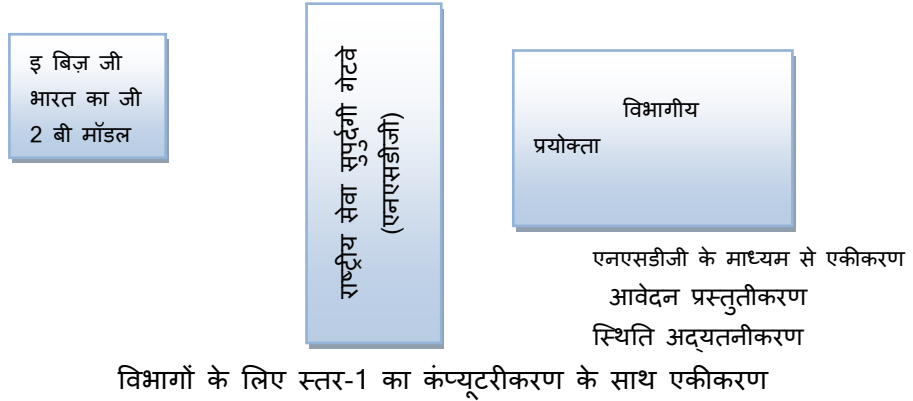 इ बिज़ जी
भारत का जी
2 बी मॉडल
राष्ट्रीय सेवा सुपुर्दगी गेटवे
(एनएसडीजी)
विभागीय
प्रयोक्ता
एनएसडीजी के माध्यम से एकीकरण
आवेदन प्रस्तुतीकरण
स्थिति अद्यतनीकरण
विभागों के लिए स्तर-1 का कंप्यूटरीकरण के साथ एकीकरण